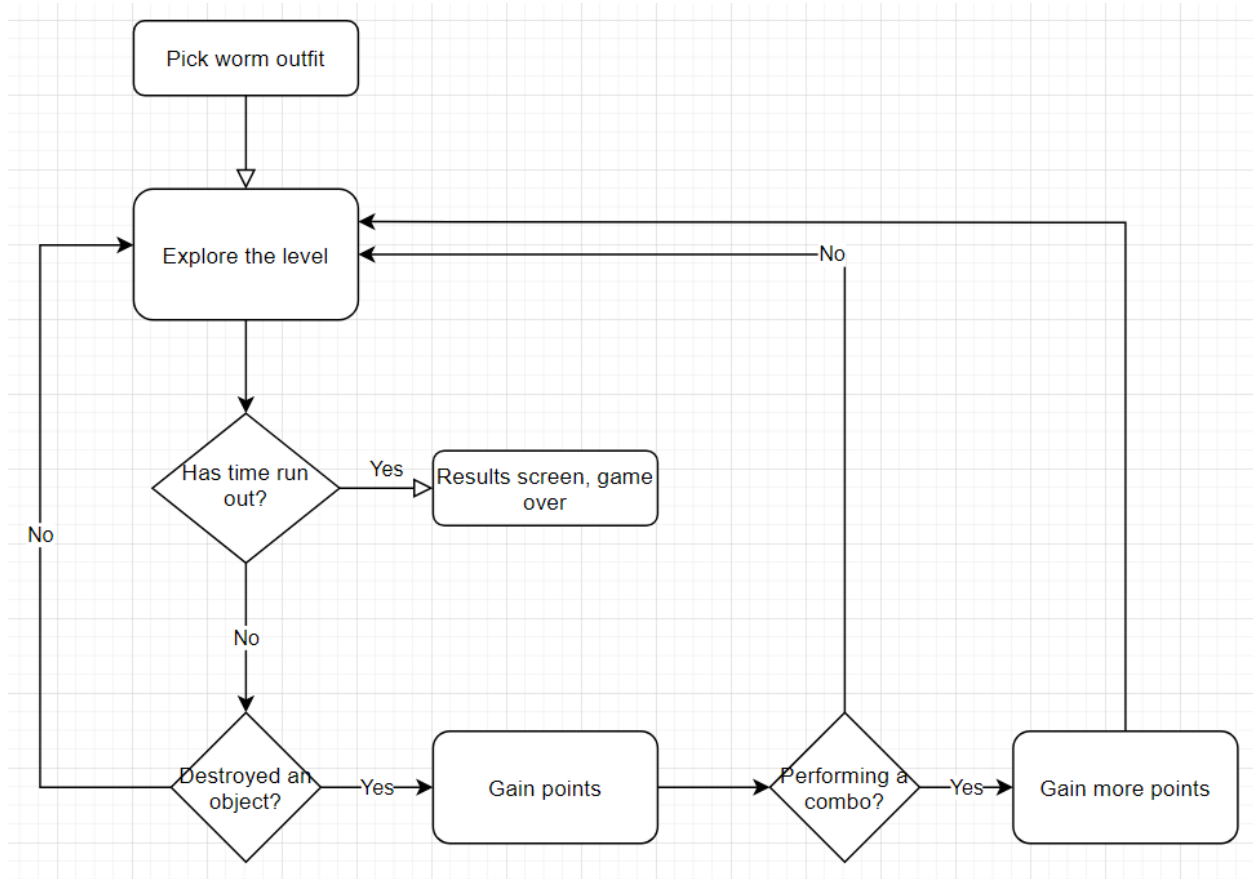 Pick worm outfit
Explore the level
No
Has time run
out?
Yes
Results screen, game
over
No
No
Destroyed an
object?
Yes
Gain points
Performing a
combo?
Yes
Gain more points